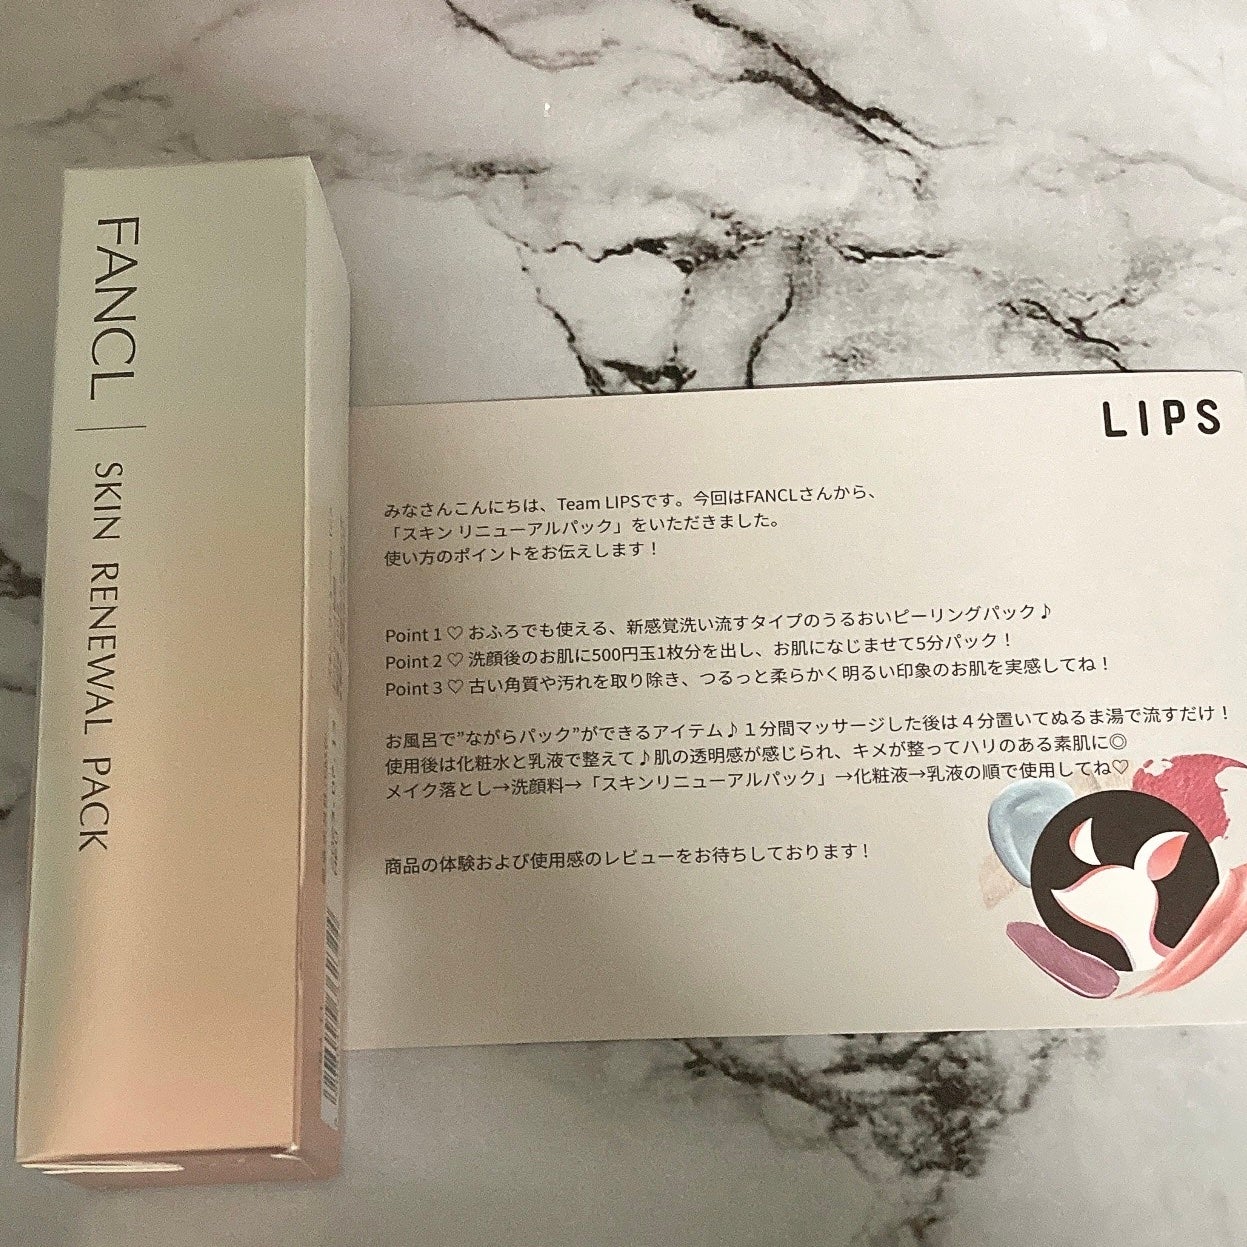 FANCL | SKIN RENEWAL PACK
LIPS
みなさんこんにちは、Team LIPSです。今回はFANCLさんから、
「スキン リニューアルパック」をいただきました。
使い方のポイントをお伝えします！
Point 1♡ おふろでも使える、新感覚洗い流すタイプのうるおいピーリングパック♪
Point 2♡ 洗顔後のお肌に500円玉1枚分を出し、お肌になじませて5分パック！
Point 3♡ 古い角質や汚れを取り除き、つるっと柔らかく明るい印象のお肌を実感してね！
お風呂で”ながらパック”ができるアイテム♪１分間マッサージした後は４分置いてぬるま湯で流すだけ！
使用後は化粧水と乳液で整えて♪肌の透明感が感じられ、キメが整ってハリのある素肌に◎
メイク落とし→洗顔料→「スキンリニューアルパック」→化粧液→乳液の順で使用してね♡
商品の体験および使用感のレビューをお待ちしております！